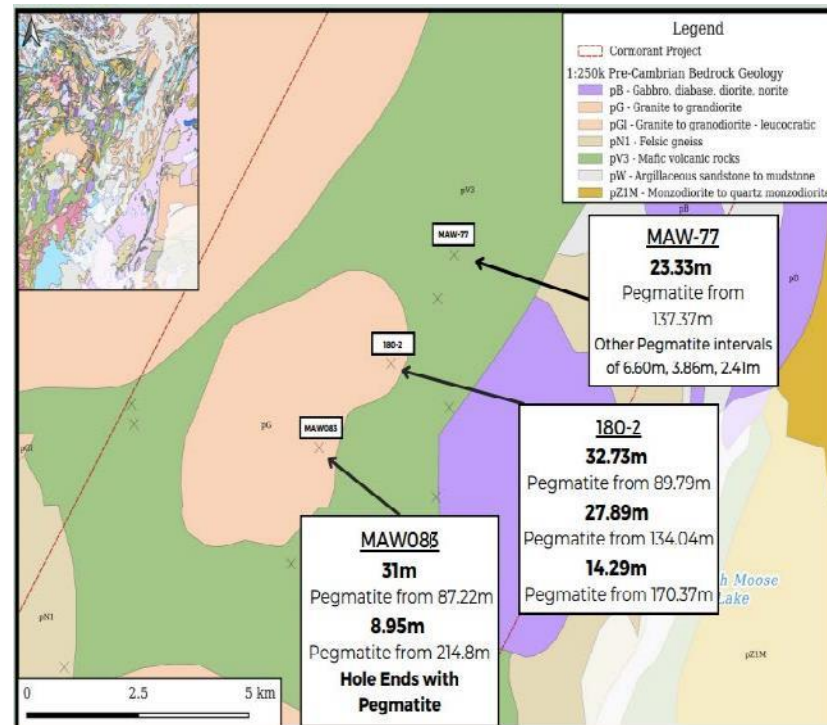 Legend
Cormorant Project
1:250k Pre-Cambrian Bedrock Geology
pB - Gabbro, diabase, diorite, norite
pG - Granite to grandiorite
pGl - Granite to granodiorite - leucocratic
pN1 - Felsic gneiss
pV3 - Mafic volcanic rocks
pW - Argillaceous sandstone to mudstone
pZ1M - Monzodiorite to quartz monzodiorite
pV3
pB
MAW-77
MAW-77
23.33m
Pegmatite from
137.37m
Other Pegmatite intervals
of 6.60m, 3.86m, 2.41m
180-2
pG
MAW083
pGl
180-2
32.73m
Pegmatite from 89.79m
27.89m
Pegmatite from 134.04m
14.29m
Pegmatite from 170.37m
MAW083
31m
Pegmatite from 87.22m
8.95m
Pegmatite from 214.8m
Hole Ends with
Pegmatite
h Moose
Lake
pN1
pZ1M
0 2.5 5 km